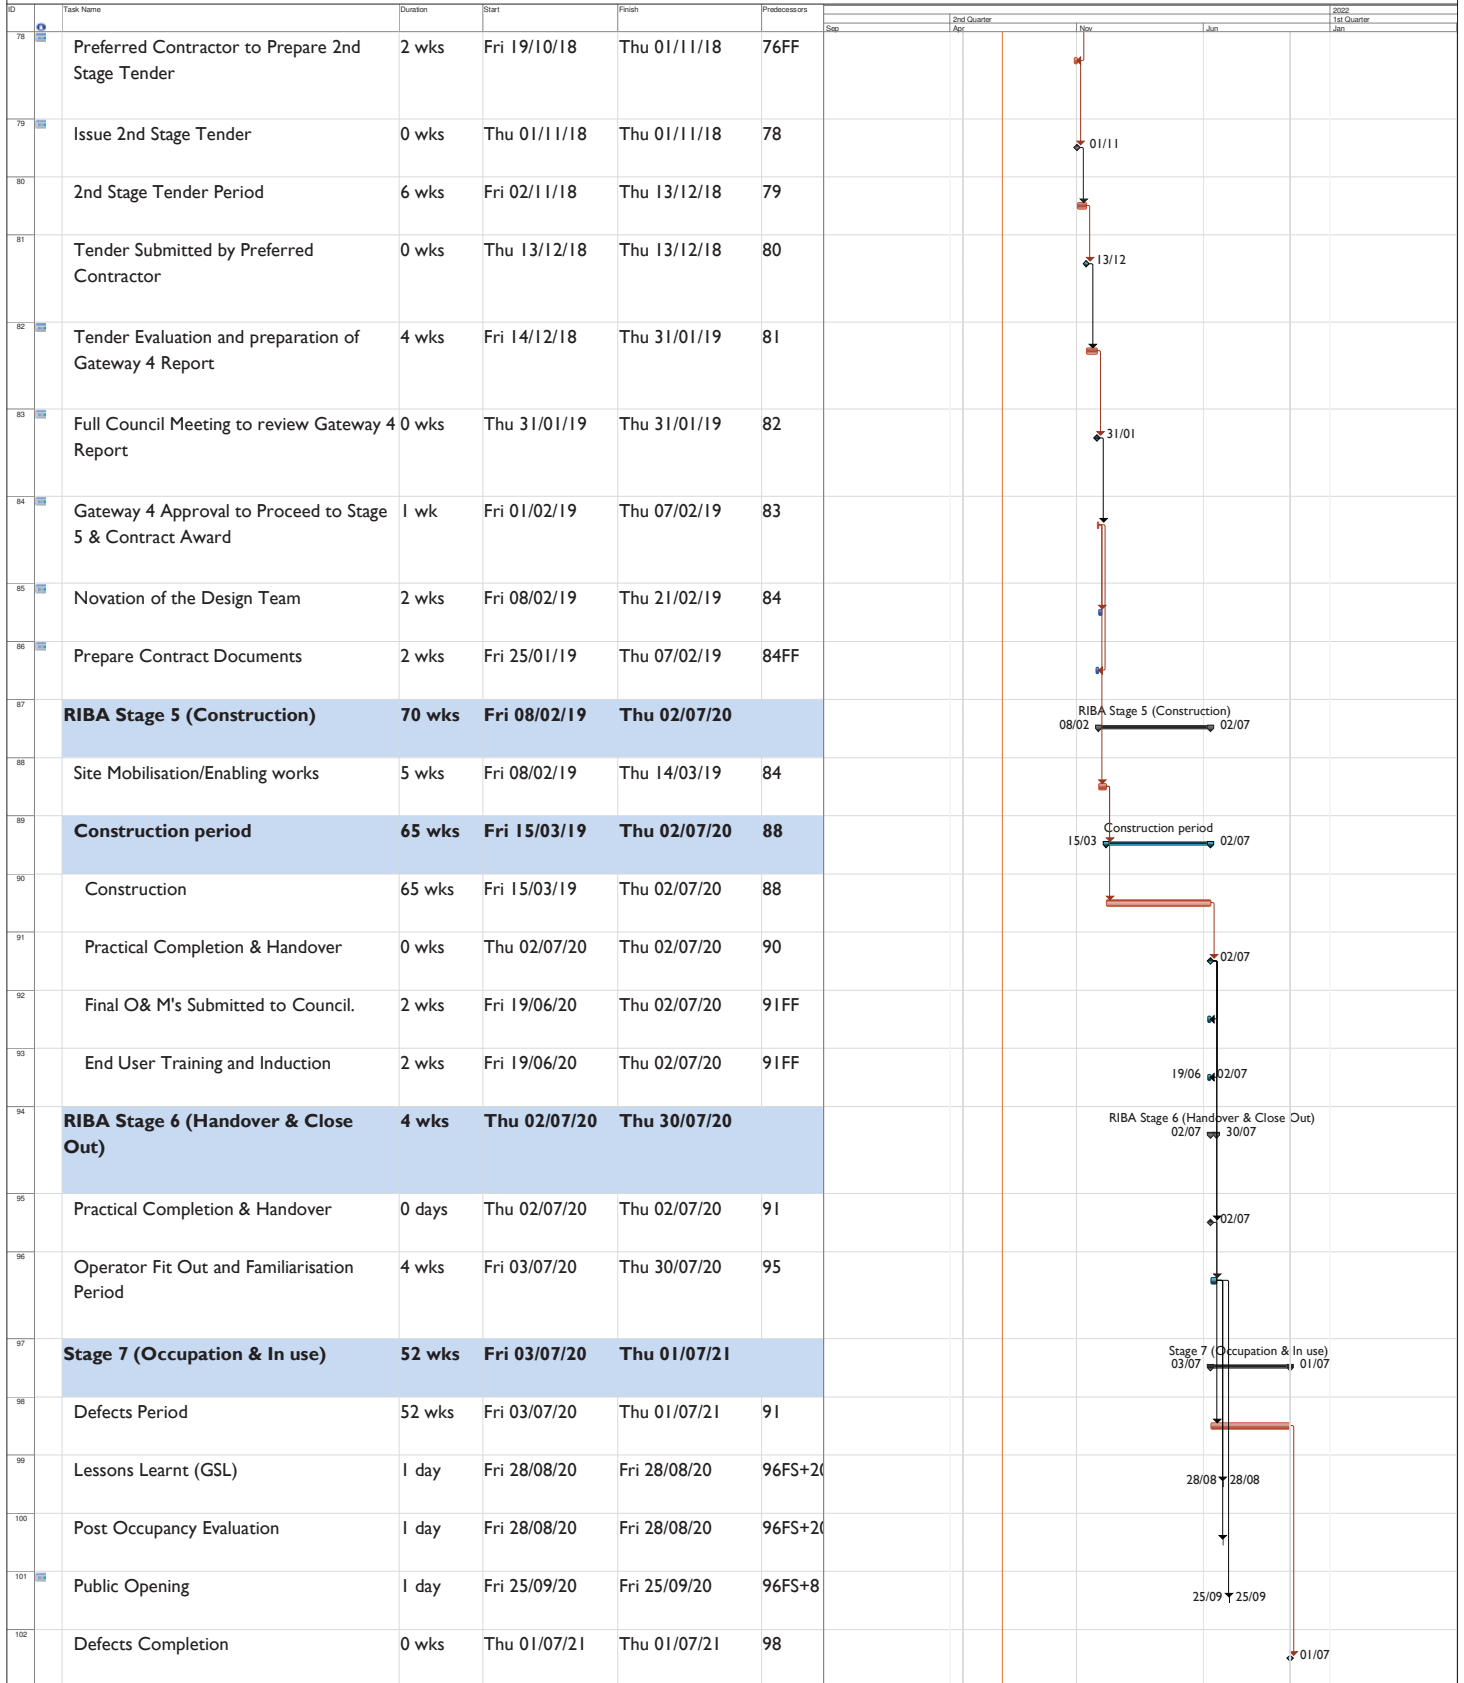 ID Task Name Duration Start Finish Predecessors 2022
2nd Quarter 1st Quarter
Sep Apr Nov Jun Jan
78 Preferred Contractor to Prepare 2nd 2 wks Fri 19/10/18 Thu 01/11/18 76FF
Stage Tender
79 Issue 2nd Stage Tender 0 wks Thu 01/11/18 Thu 01/11/18 78 01/11
80 2nd Stage Tender Period 6 wks Fri 02/11/18 Thu 13/12/18 79
81 Tender Submitted by Preferred 0 wks Thu 13/12/18 Thu 13/12/18 80 13/12
Contractor
82 Tender Evaluation and preparation of 4 wks Fri 14/12/18 Thu 31/01/19 81
Gateway 4 Report
83 Full Council Meeting to review Gateway 4 0 wks Thu 31/01/19 Thu 31/01/19 82 31/01
Report
84 Gateway 4 Approval to Proceed to Stage 1 wk Fri 01/02/19 Thu 07/02/19 83
5 & Contract Award
85 Novation of the Design Team 2 wks Fri 08/02/19 Thu 21/02/19 84
86 Prepare Contract Documents 2 wks Fri 25/01/19 Thu 07/02/19 84FF
87 RIBA Stage 5 (Construction) 70 wks Fri 08/02/19 Thu 02/07/20 RIBA Stage 5 (Construction)
08/02 02/07
88 Site Mobilisation/Enabling works 5 wks Fri 08/02/19 Thu 14/03/19 84
89 Construction period 65 wks Fri 15/03/19 Thu 02/07/20 88 Construction period
15/03 02/07
90 Construction 65 wks Fri 15/03/19 Thu 02/07/20 88
91 Practical Completion & Handover 0 wks Thu 02/07/20 Thu 02/07/20 90 02/07
92 Final O& M's Submitted to Council. 2 wks Fri 19/06/20 Thu 02/07/20 91FF
93 End User Training and Induction 2 wks Fri 19/06/20 Thu 02/07/20 91FF 19/06 02/07
94 RIBA Stage 6 (Handover & Close 4 wks Thu 02/07/20 Thu 30/07/20 RIBA Stage 6 (Handover & Close Out)
Out) 02/07 30/07
95 Practical Completion & Handover 0 days Thu 02/07/20 Thu 02/07/20 91 02/07
96 Operator Fit Out and Familiarisation 4 wks Fri 03/07/20 Thu 30/07/20 95
Period
97 Stage 7 (Occupation & In use) 52 wks Fri 03/07/20 Thu 01/07/21 Stage 7 (Occupation & In use)
03/07 01/07
98 Defects Period 52 wks Fri 03/07/20 Thu 01/07/21 91
99 Lessons Learnt (GSL) 1 day Fri 28/08/20 Fri 28/08/20 96FS+20 28/08 28/08
100 Post Occupancy Evaluation 1 day Fri 28/08/20 Fri 28/08/20 96FS+20
101 Public Opening 1 day Fri 25/09/20 Fri 25/09/20 96FS+8 25/09 25/09
102 Defects Completion 0 wks Thu 01/07/21 Thu 01/07/21 98 01/07